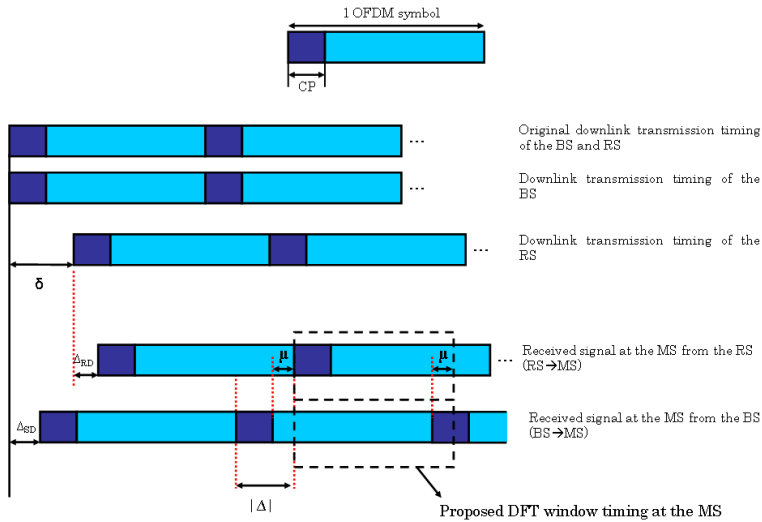 1 OFDM symbol
CP
Original downlink transmission timing
of the BS and RS
...
Downlink transmission timing of the
BS
...
Downlink transmission timing of the
RS
...
δ
Δ_RD
μ
μ
Received signal at the MS from the RS
(RS→MS)
...
Δ_SD
Received signal at the MS from the BS
(BS→MS)
|Δ|
Proposed DFT window timing at the MS